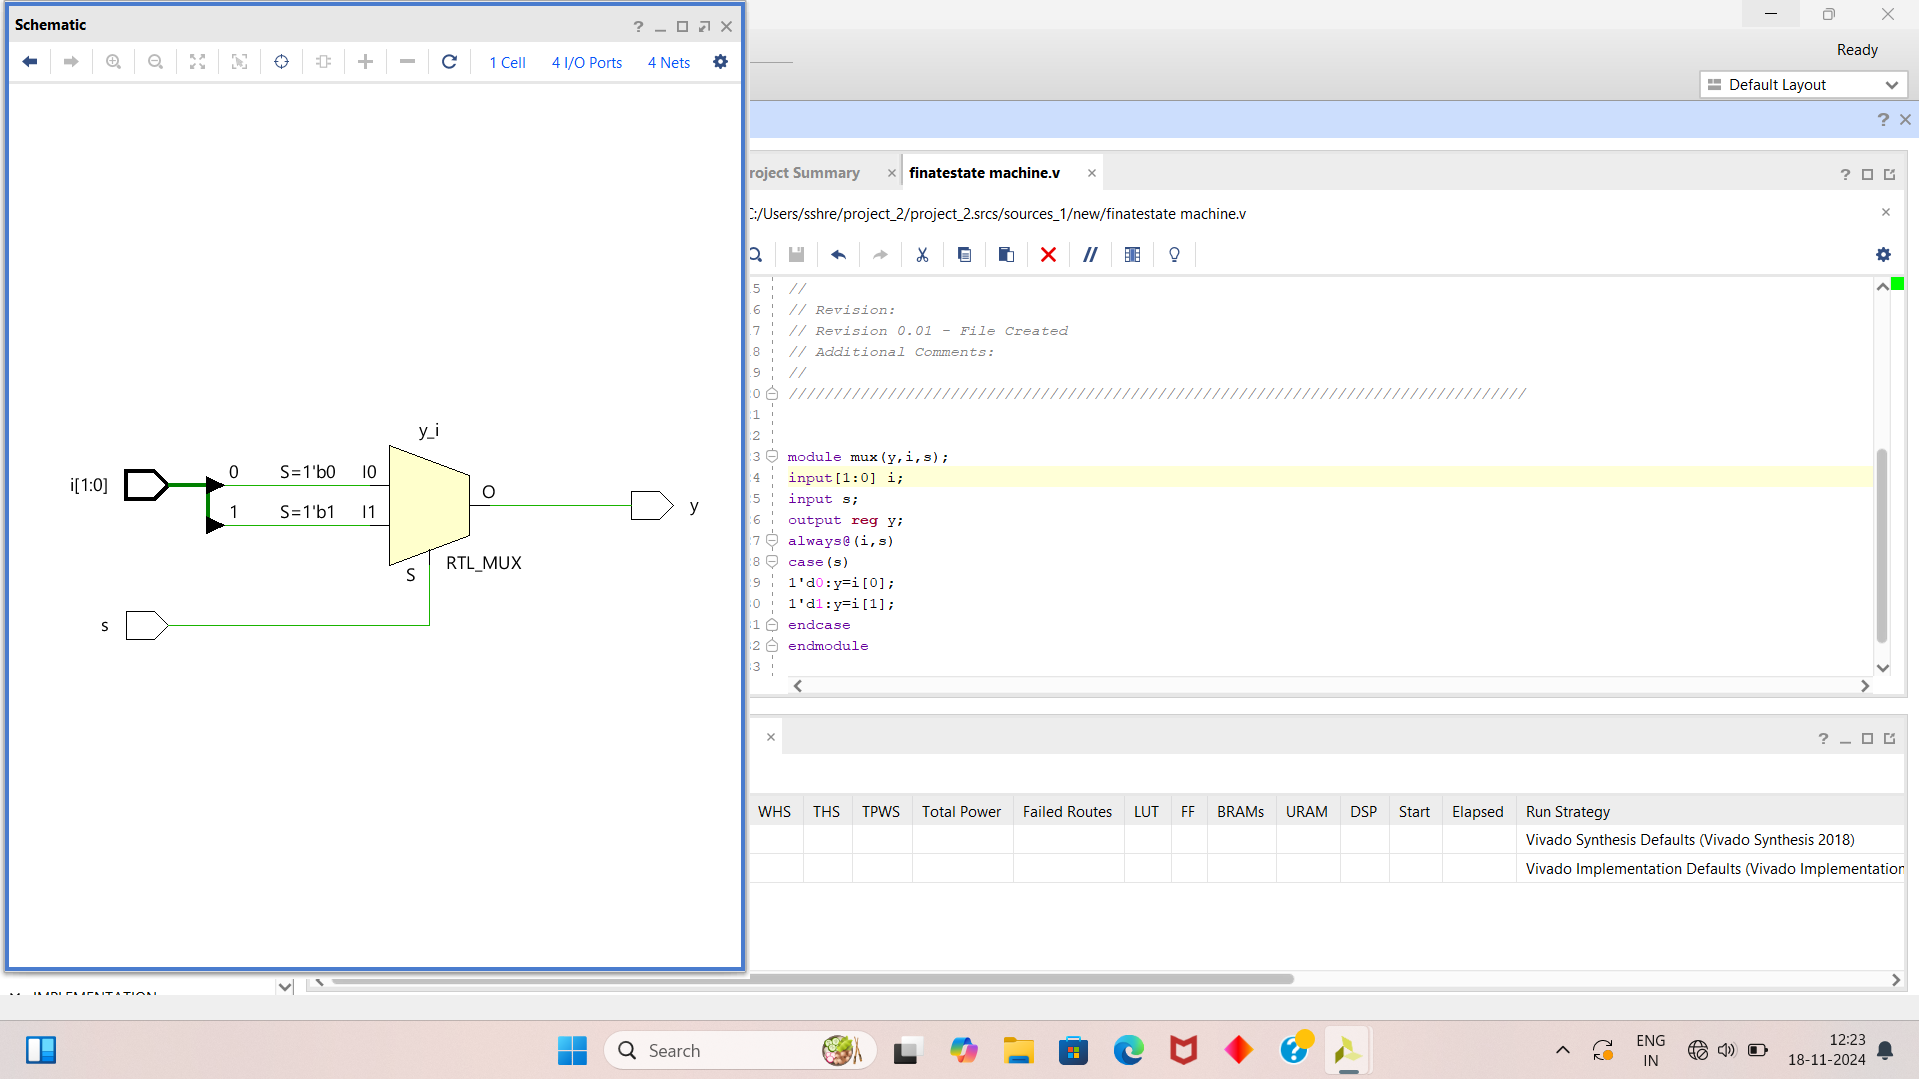 Schematic
1 Cell 4 I/O Ports 4 Nets
y_i
i[1:0] 0 S=1'b0 I0
1 S=1'b1 I1
O
y
S
RTL_MUX
s
Ready
Default Layout
roject Summary finatestate machine.v
C:/Users/sshre/project_2/project_2.srcs/sources_1/new/finatestate machine.v
5 //
6 // Revision:
7 // Revision 0.01 - File Created
8 // Additional Comments:
9 //
0 //////////////////////////////////////////////////////////////////////////////////
1
2
3 module mux(y,i,s);
4 input[1:0] i;
5 input s;
6 output reg y;
7 always@(i,s)
8 case(s)
9 1'd0:y=i[0];
0 1'd1:y=i[1];
1 endcase
2 endmodule
3
WHS THS TPWS Total Power Failed Routes LUT FF BRAMs URAM DSP Start Elapsed Run Strategy
Vivado Synthesis Defaults (Vivado Synthesis 2018)
Vivado Implementation Defaults (Vivado Implementation
IMPLEMENTATION
Search
ENG
IN
12:23
18-11-2024